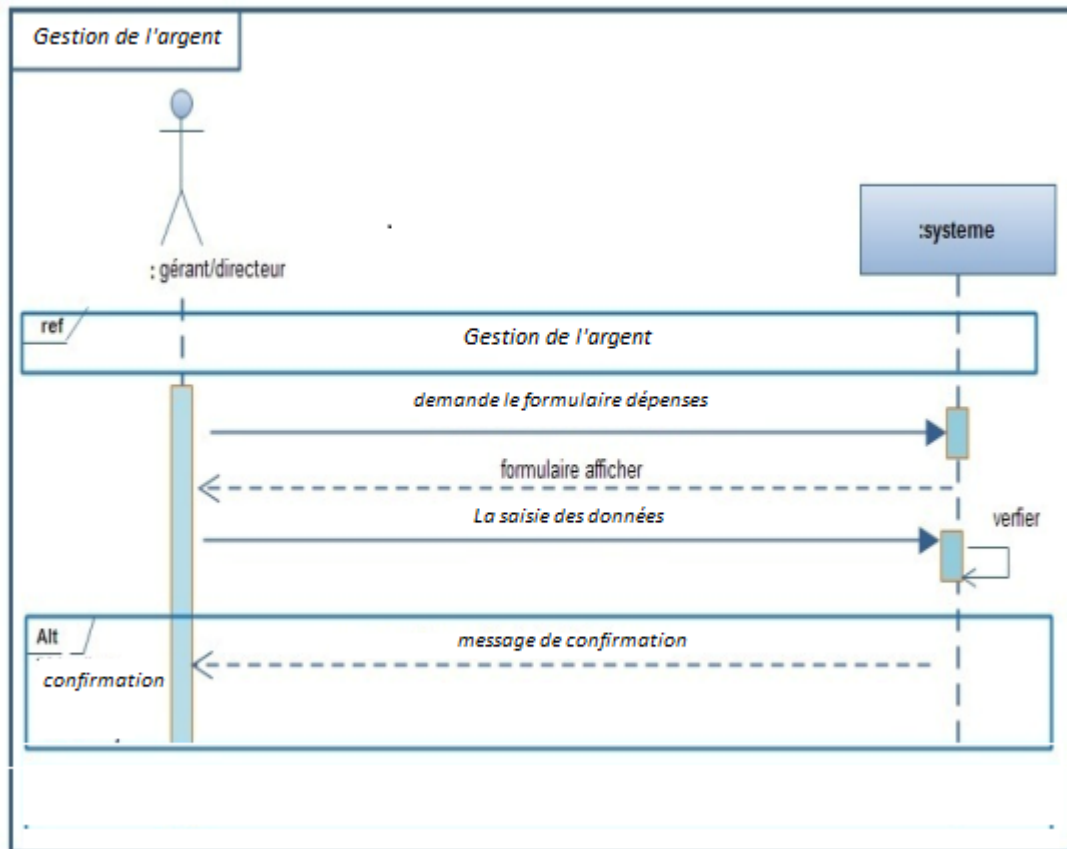 Gestion de l'argent
:systeme
: gérant/directeur
ref
Gestion de l'argent
demande le formulaire dépenses
formulaire afficher
La saisie des données
verfier
Alt
message de confirmation
confirmation